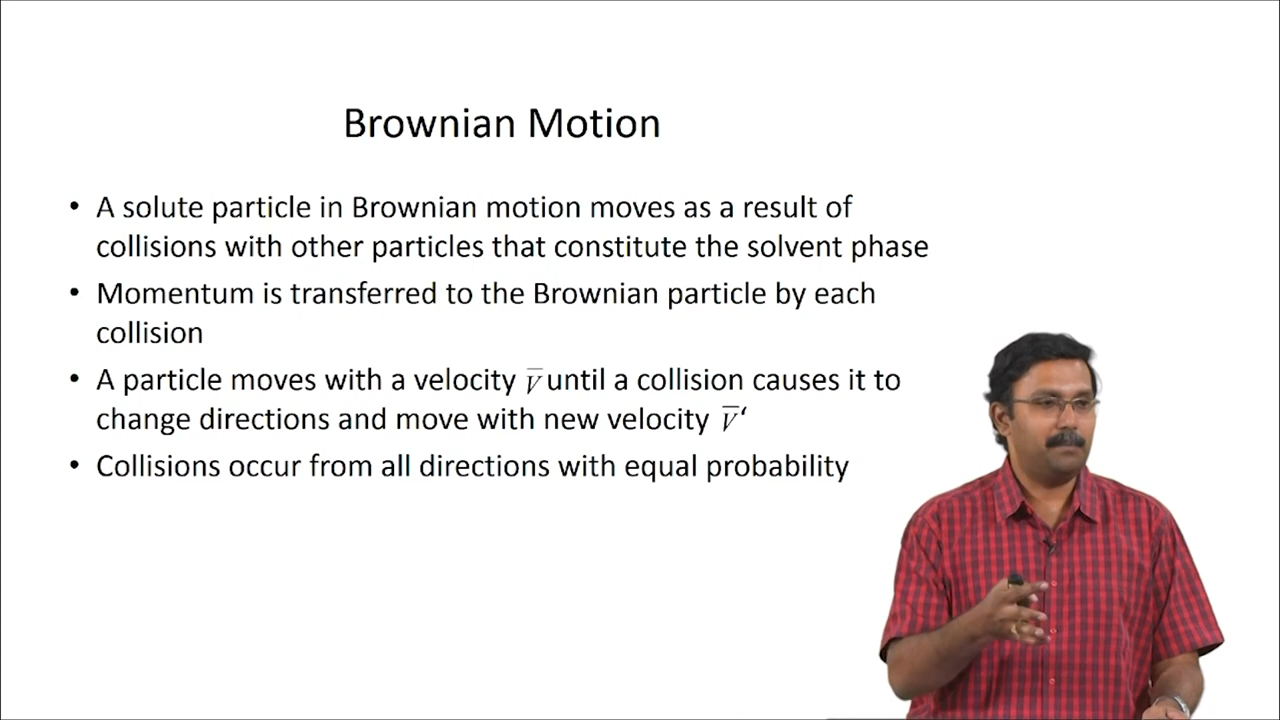 Brownian Motion
• A solute particle in Brownian motion moves as a result of
collisions with other particles that constitute the solvent phase
• Momentum is transferred to the Brownian particle by each
collision
• A particle moves with a velocity V̅ until a collision causes it to
change directions and move with new velocity V̅‘
• Collisions occur from all directions with equal probability